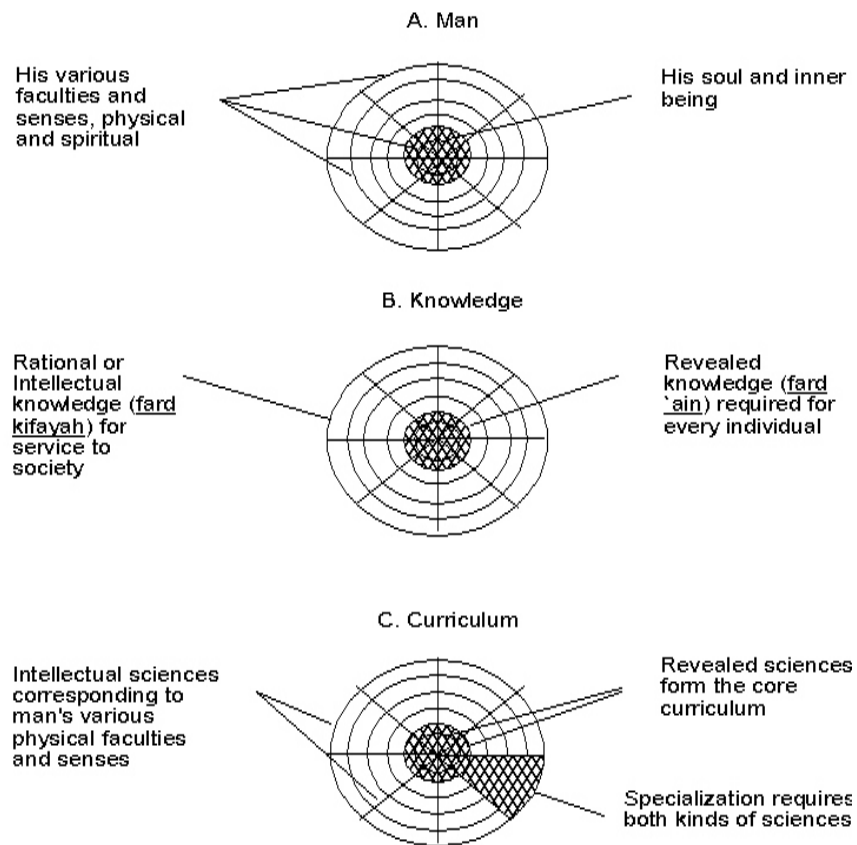 A. Man
His various
faculties and
senses, physical
and spiritual
His soul and inner
being
B. Knowledge
Rational or
Intellectual
knowledge (fard
kifayah) for
service to
society
Revealed
knowledge (fard
`ain) required for
every individual
C. Curriculum
Intellectual sciences
corresponding to
man's various
physical faculties
and senses
Revealed sciences
form the core
curriculum
Specialization requires
both kinds of sciences